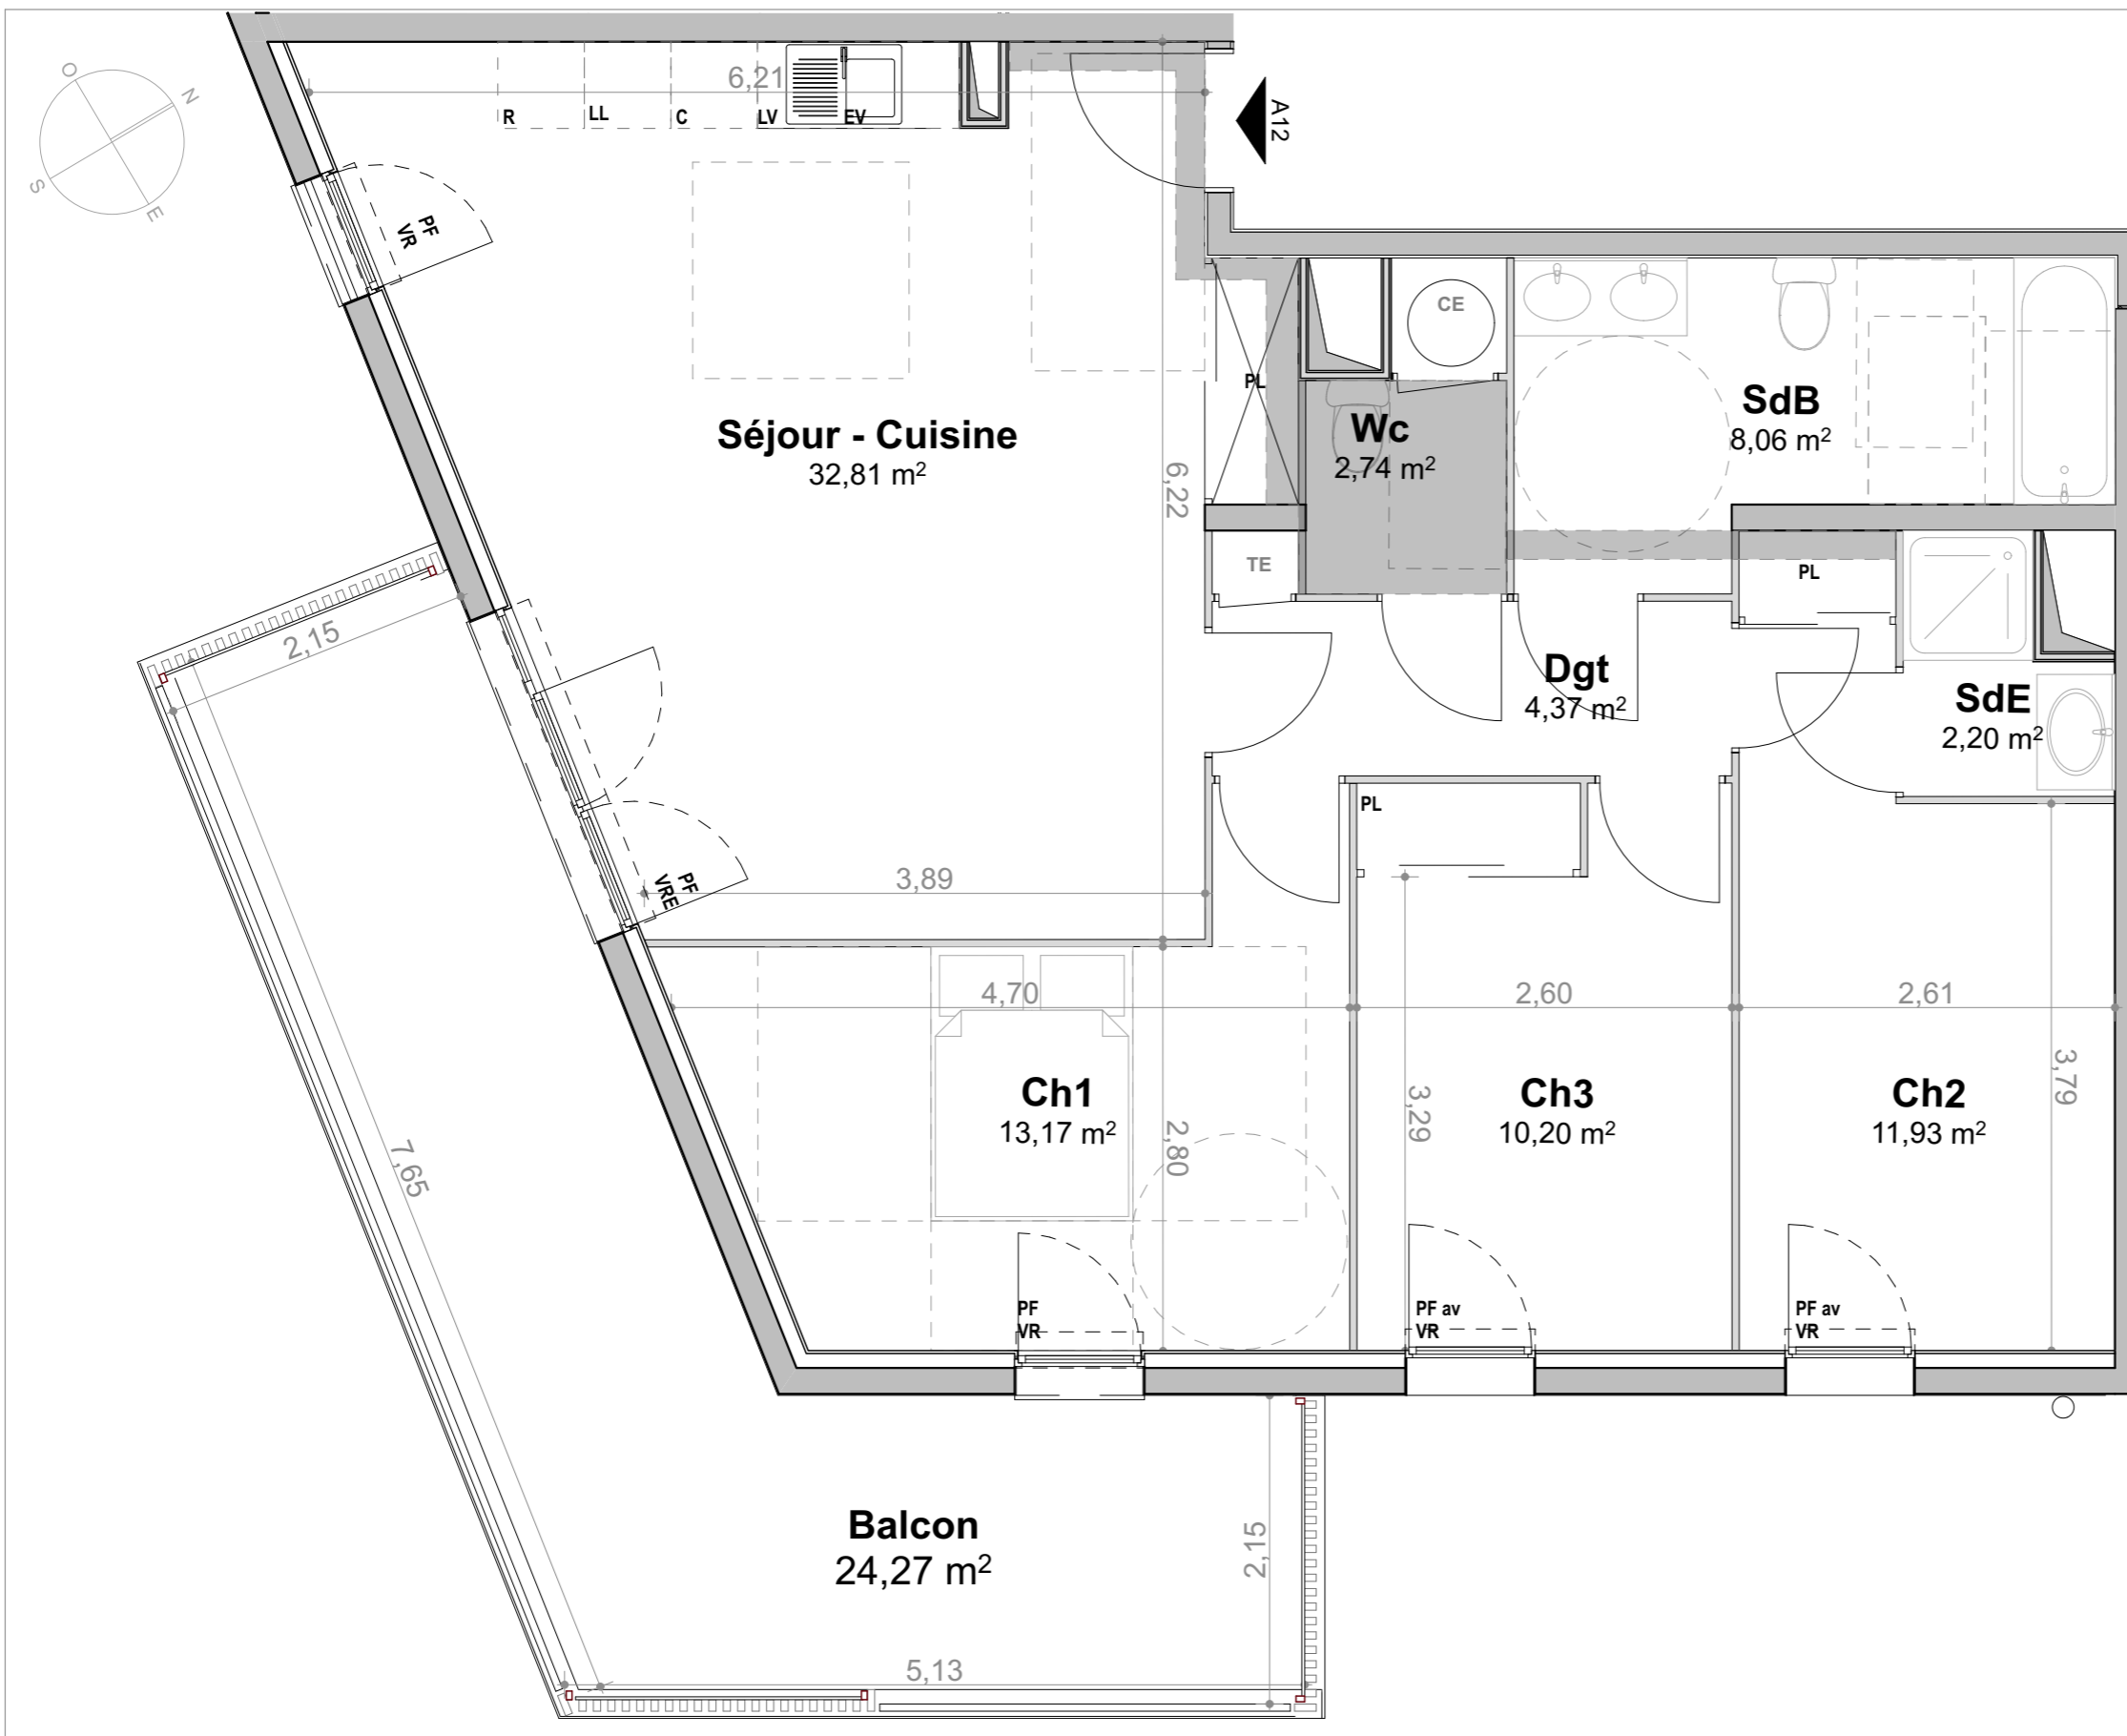 O
N
S
E
6,21
R
LL
C
LV
EV
A12
PF
VR
CE
PL
Séjour - Cuisine
32,81 m²
6,22
Wc
2,74 m²
SdB
8,06 m²
TE
PL
2,15
Dgt
4,37 m²
SdE
2,20 m²
PL
PF
VRE
3,89
4,70
2,60
2,61
Ch1
13,17 m²
2,80
3,29
Ch3
10,20 m²
Ch2
11,93 m²
3,79
7,65
PF
VR
PF av
VR
PF av
VR
Balcon
24,27 m²
2,15
5,13